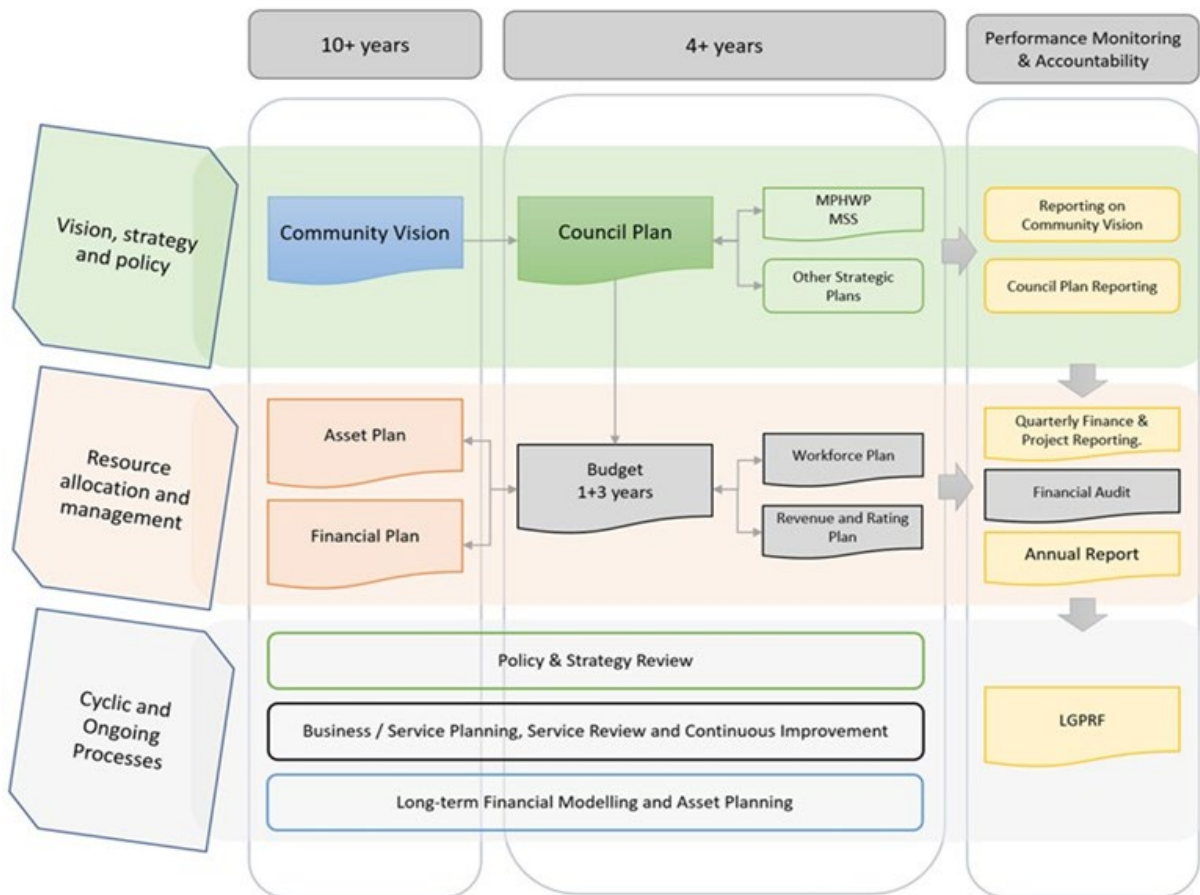 10+ years
4+ years
Performance Monitoring
& Accountability
Vision, strategy
and policy
Community Vision
Council Plan
MPHWP
MSS
Other Strategic
Plans
Reporting on
Community Vision
Council Plan Reporting
Resource
allocation and
management
Asset Plan
Financial Plan
Budget
1+3 years
Workforce Plan
Revenue and Rating
Plan
Quarterly Finance &
Project Reporting.
Financial Audit
Annual Report
Cyclic and
Ongoing
Processes
Policy & Strategy Review
Business / Service Planning, Service Review and Continuous Improvement
Long-term Financial Modelling and Asset Planning
LGPRF